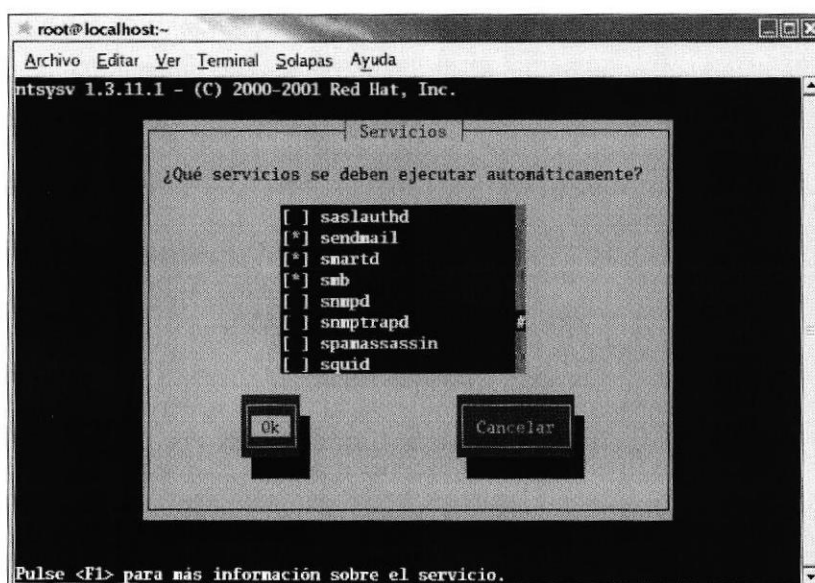 root@localhost:~
Archivo Editar Ver Terminal Solapas Ayuda
ntsysv 1.3.11.1 - (C) 2000-2001 Red Hat, Inc.
Servicios
¿Qué servicios se deben ejecutar automáticamente?
[ ] saslauthd
[*] sendmail
[*] smartd
[*] smb
[ ] snmpd
[ ] snmptrapd #
[ ] spamassassin
[ ] squid
Ok Cancelar
Pulse <F1> para más información sobre el servicio.